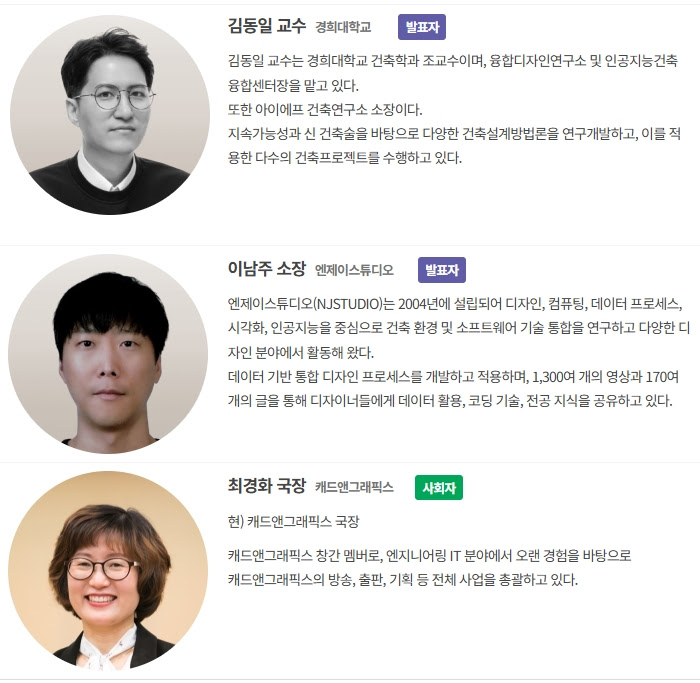 김동일 교수 경희대학교 발표자
김동일 교수는 경희대학교 건축학과 조교수이며, 융합디자인연구소 및 인공지능건축
융합센터장을 맡고 있다.
또한 아이에프 건축연구소 소장이다.
지속가능성과 신 건축술을 바탕으로 다양한 건축설계방법론을 연구개발하고, 이를 적
용한 다수의 건축프로젝트를 수행하고 있다.
이남주 소장 엔제이스튜디오 발표자
엔제이스튜디오(NJSTUDIO)는 2004년에 설립되어 디자인, 컴퓨팅, 데이터 프로세스,
시각화, 인공지능을 중심으로 건축 환경 및 소프트웨어 기술 통합을 연구하고 다양한 디
자인 분야에서 활동해 왔다.
데이터 기반 통합 디자인 프로세스를 개발하고 적용하며, 1,300여 개의 영상과 170여
개의 글을 통해 디자이너들에게 데이터 활용, 코딩 기술, 전공 지식을 공유하고 있다.
최경화 국장 캐드앤그래픽스 사회자
현) 캐드앤그래픽스 국장
캐드앤그래픽스 창간 멤버로, 엔지니어링 IT 분야에서 오랜 경험을 바탕으로
캐드앤그래픽스의 방송, 출판, 기획 등 전체 사업을 총괄하고 있다.